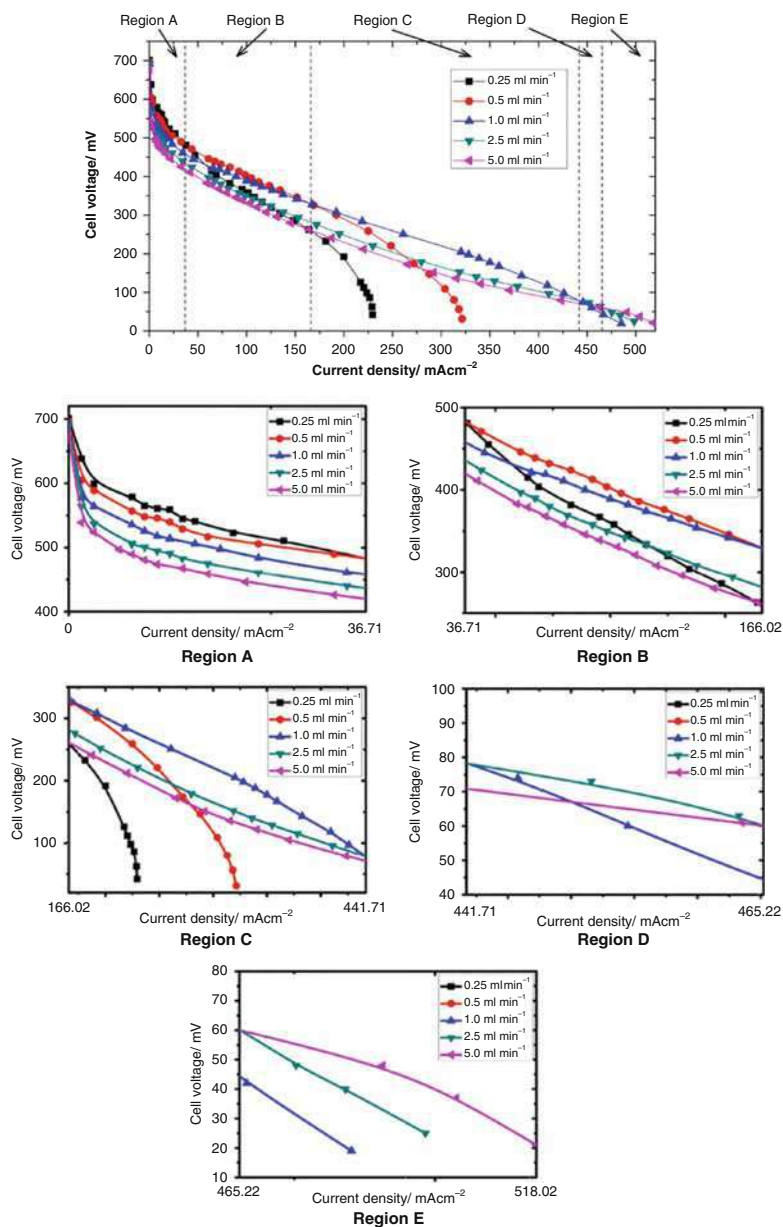 Region A
Region B
Region C
Region D
Region E
700
600
500
400
300
200
100
0
Cell voltage/ mV
0.25 ml min⁻¹
0.5 ml min⁻¹
1.0 ml min⁻¹
2.5 ml min⁻¹
5.0 ml min⁻¹
0 50 100 150 200 250 300 350 400 450 500
Current density/ mAcm⁻²
700
600
500
400
Cell voltage/ mV
0.25 ml min⁻¹
0.5 ml min⁻¹
1.0 ml min⁻¹
2.5 ml min⁻¹
5.0 ml min⁻¹
0 Current density/ mAcm⁻² 36.71
Region A
500
400
300
Cell voltage/ mV
0.25 ml min⁻¹
0.5 ml min⁻¹
1.0 ml min⁻¹
2.5 ml min⁻¹
5.0 ml min⁻¹
36.71 Current density/ mAcm⁻² 166.02
Region B
300
200
100
Cell voltage/ mV
0.25 ml min⁻¹
0.5 ml min⁻¹
1.0 ml min⁻¹
2.5 ml min⁻¹
5.0 ml min⁻¹
166.02 Current density/ mAcm⁻² 441.71
Region C
100
90
80
70
60
50
40
Cell voltage/ mV
0.25 ml min⁻¹
0.5 ml min⁻¹
1.0 ml min⁻¹
2.5 ml min⁻¹
5.0 ml min⁻¹
441.71 Current density/ mAcm⁻² 465.22
Region D
80
70
60
50
40
30
20
10
Cell voltage/ mV
0.25 ml min⁻¹
0.5 ml min⁻¹
1.0 ml min⁻¹
2.5 ml min⁻¹
5.0 ml min⁻¹
465.22 Current density/ mAcm⁻² 518.02
Region E